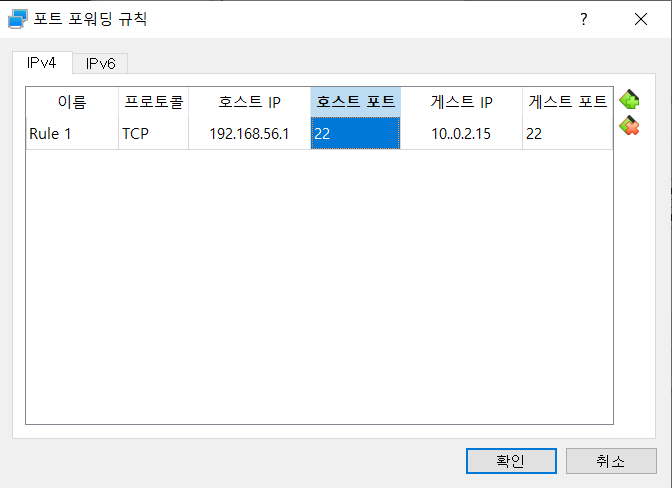 포트 포워딩 규칙
?
IPv4 IPv6
이름 프로토콜 호스트 IP 호스트 포트 게스트 IP 게스트 포트
Rule 1 TCP 192.168.56.1 22 10..0.2.15 22
확인 취소